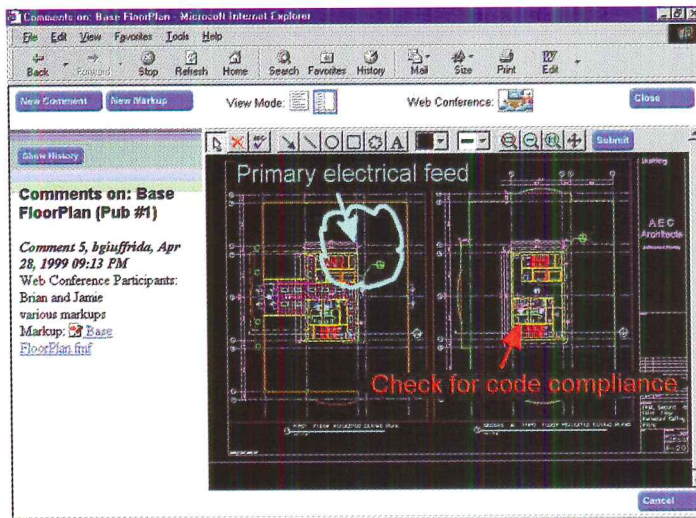 Comments on: Base FloorPlan - Microsoft Internet Explorer
File Edit View Favorites Tools Help
Back Forward Stop Refresh Home Search Favorites History Mail Size Print Edit
New Comment New Markup View Mode: Web Conference: Close
Show History
A
Submit
Comments on: Base
FloorPlan (Pub #1)
Comment 5, bgiuffrida, Apr
28, 1999 09:13 PM
Web Conference Participants:
Brian and Jamie
various markups
Markup: Base
FloorPlan fmf
Primary electrical feed
AEC
Architects
Check for code compliance
Cancel